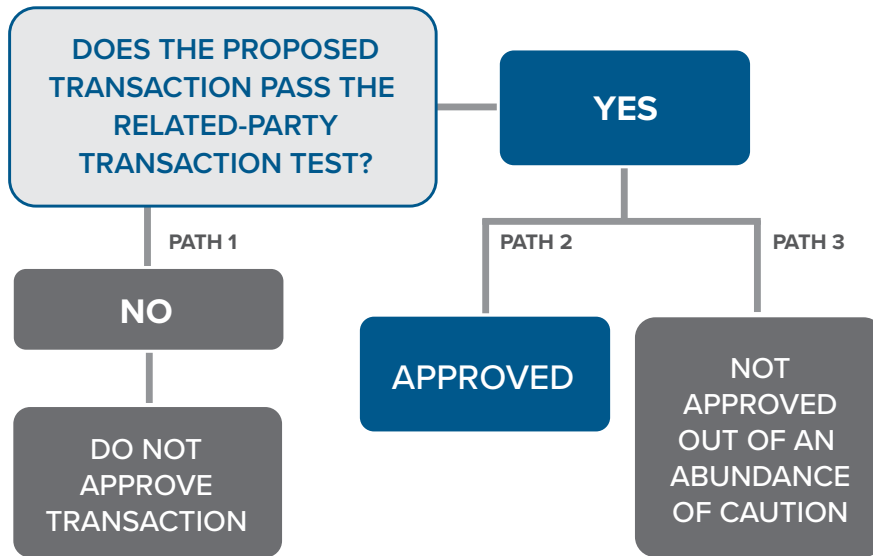 DOES THE PROPOSED
TRANSACTION PASS THE
RELATED-PARTY
TRANSACTION TEST?
YES
PATH 1
PATH 2
PATH 3
NO
APPROVED
DO NOT
APPROVE
TRANSACTION
NOT
APPROVED
OUT OF AN
ABUNDANCE
OF CAUTION